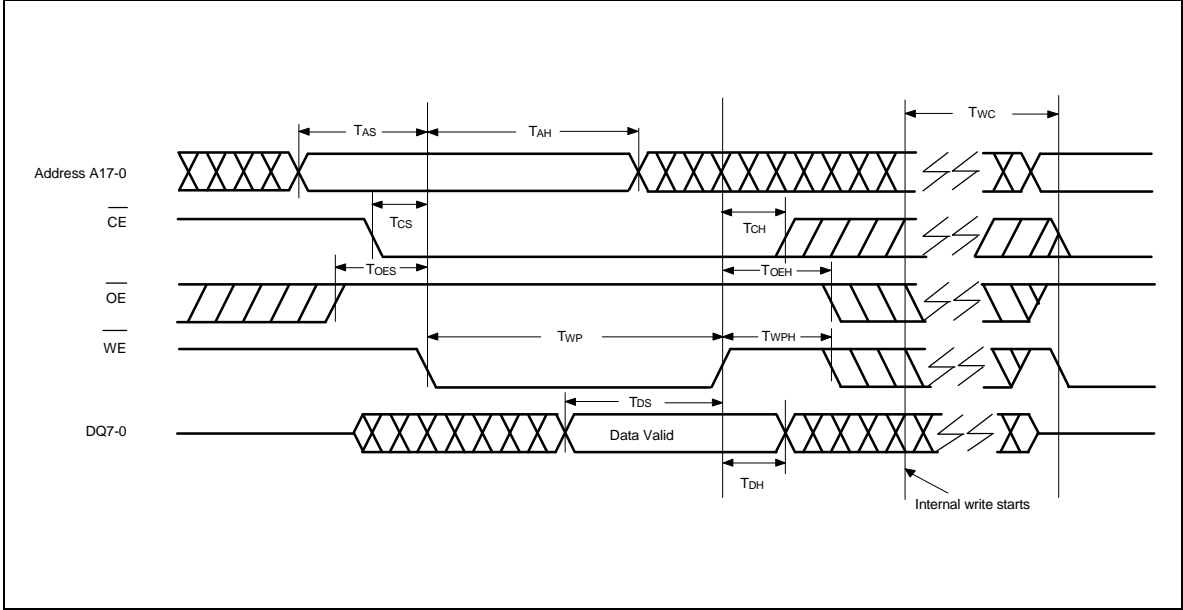 TAS
TAH
TWC
Address A17-0
CE
TCS
TCH
TOES
TOEH
OE
WE
TWP
TWPH
TDS
DQ7-0
Data Valid
TDH
Internal write starts